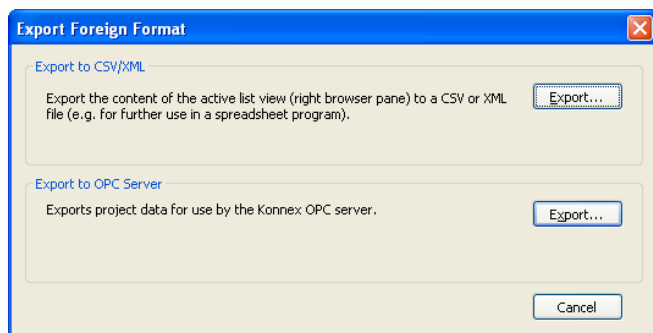 Export Foreign Format
Export to CSV/XML
Export the content of the active list view (right browser pane) to a CSV or XML
file (e.g. for further use in a spreadsheet program).
Export...
Export to OPC Server
Exports project data for use by the Konnex OPC server.
Export...
Cancel